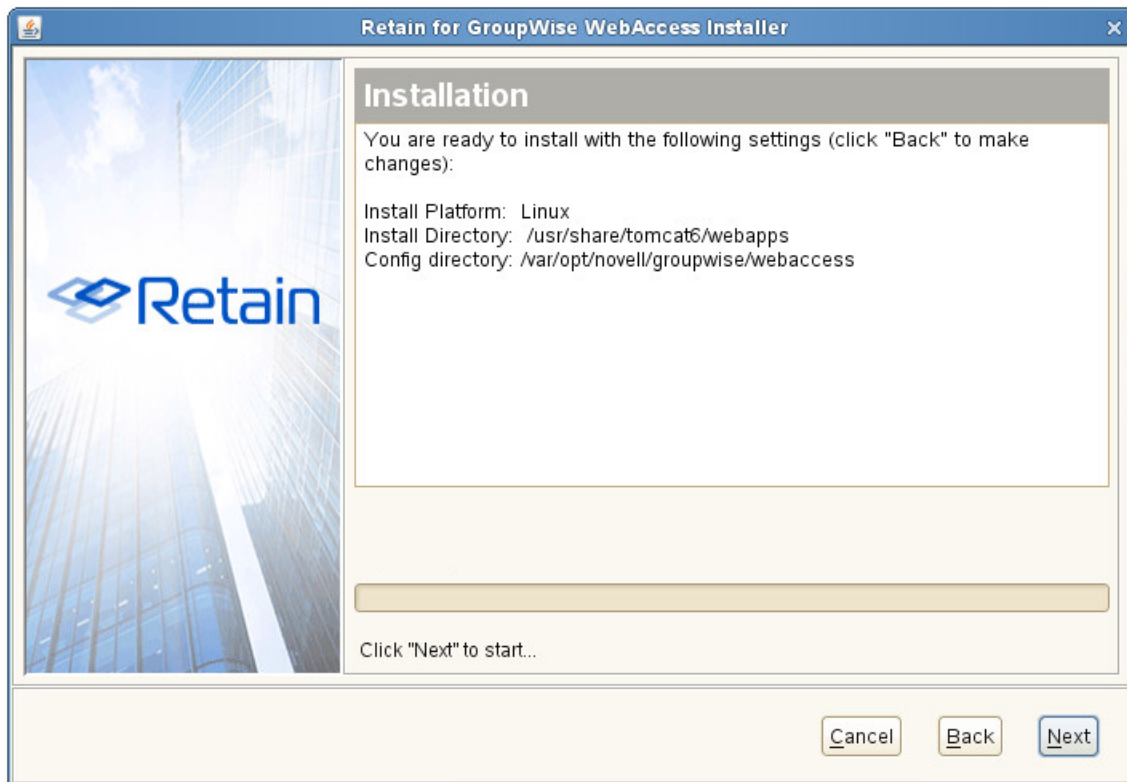 Retain for GroupWise WebAccess Installer
Installation
You are ready to install with the following settings (click "Back" to make
changes):
Install Platform: Linux
Install Directory: /usr/share/tomcat6/webapps
Config directory: /var/opt/novell/groupwise/webaccess
Retain
Click "Next" to start...
Cancel Back Next